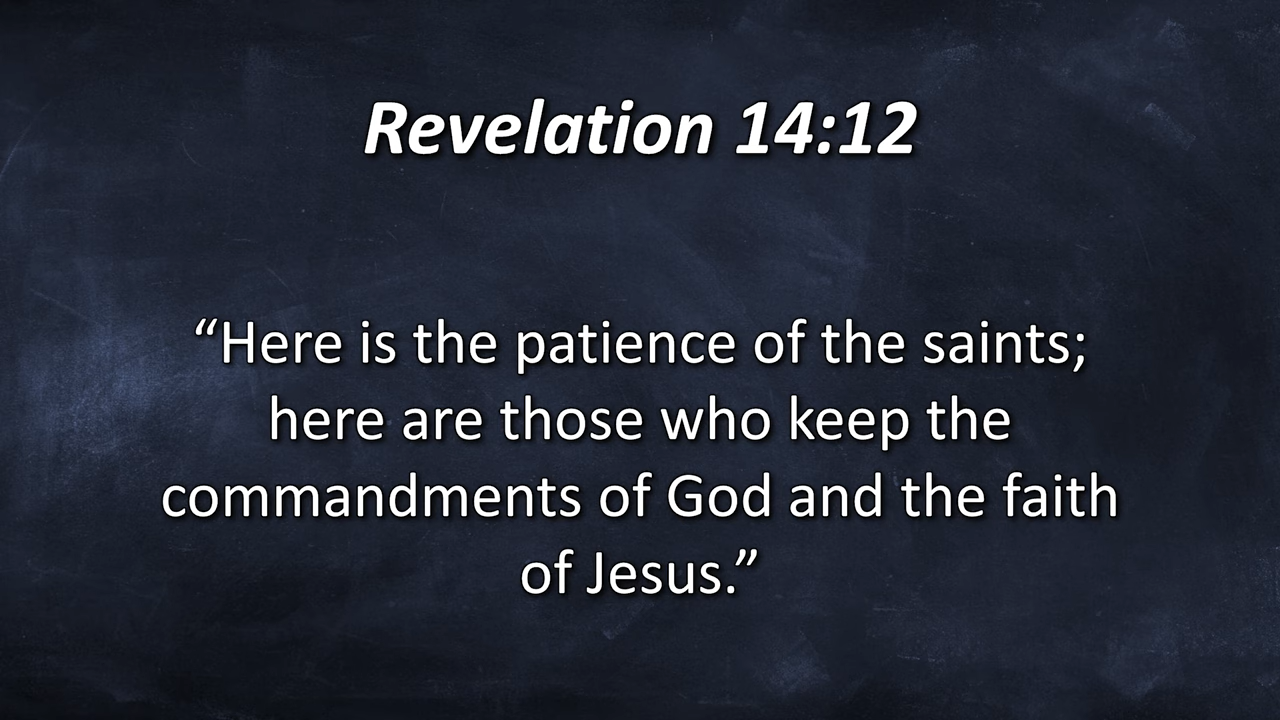 Revelation 14:12
“Here is the patience of the saints;
here are those who keep the
commandments of God and the faith
of Jesus.”